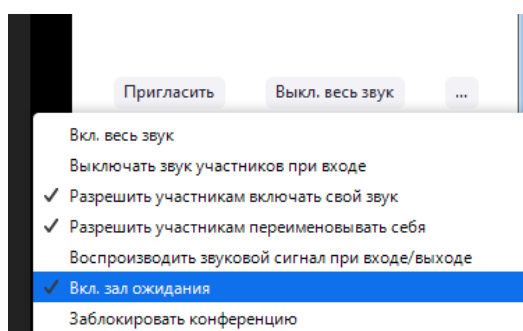 Пригласить Выкл. весь звук ...
Вкл. весь звук
Выключать звук участников при входе
Разрешить участникам включать свой звук
Разрешить участникам переименовывать себя
Воспроизводить звуковой сигнал при входе/выходе
Вкл. зал ожидания
Заблокировать конференцию